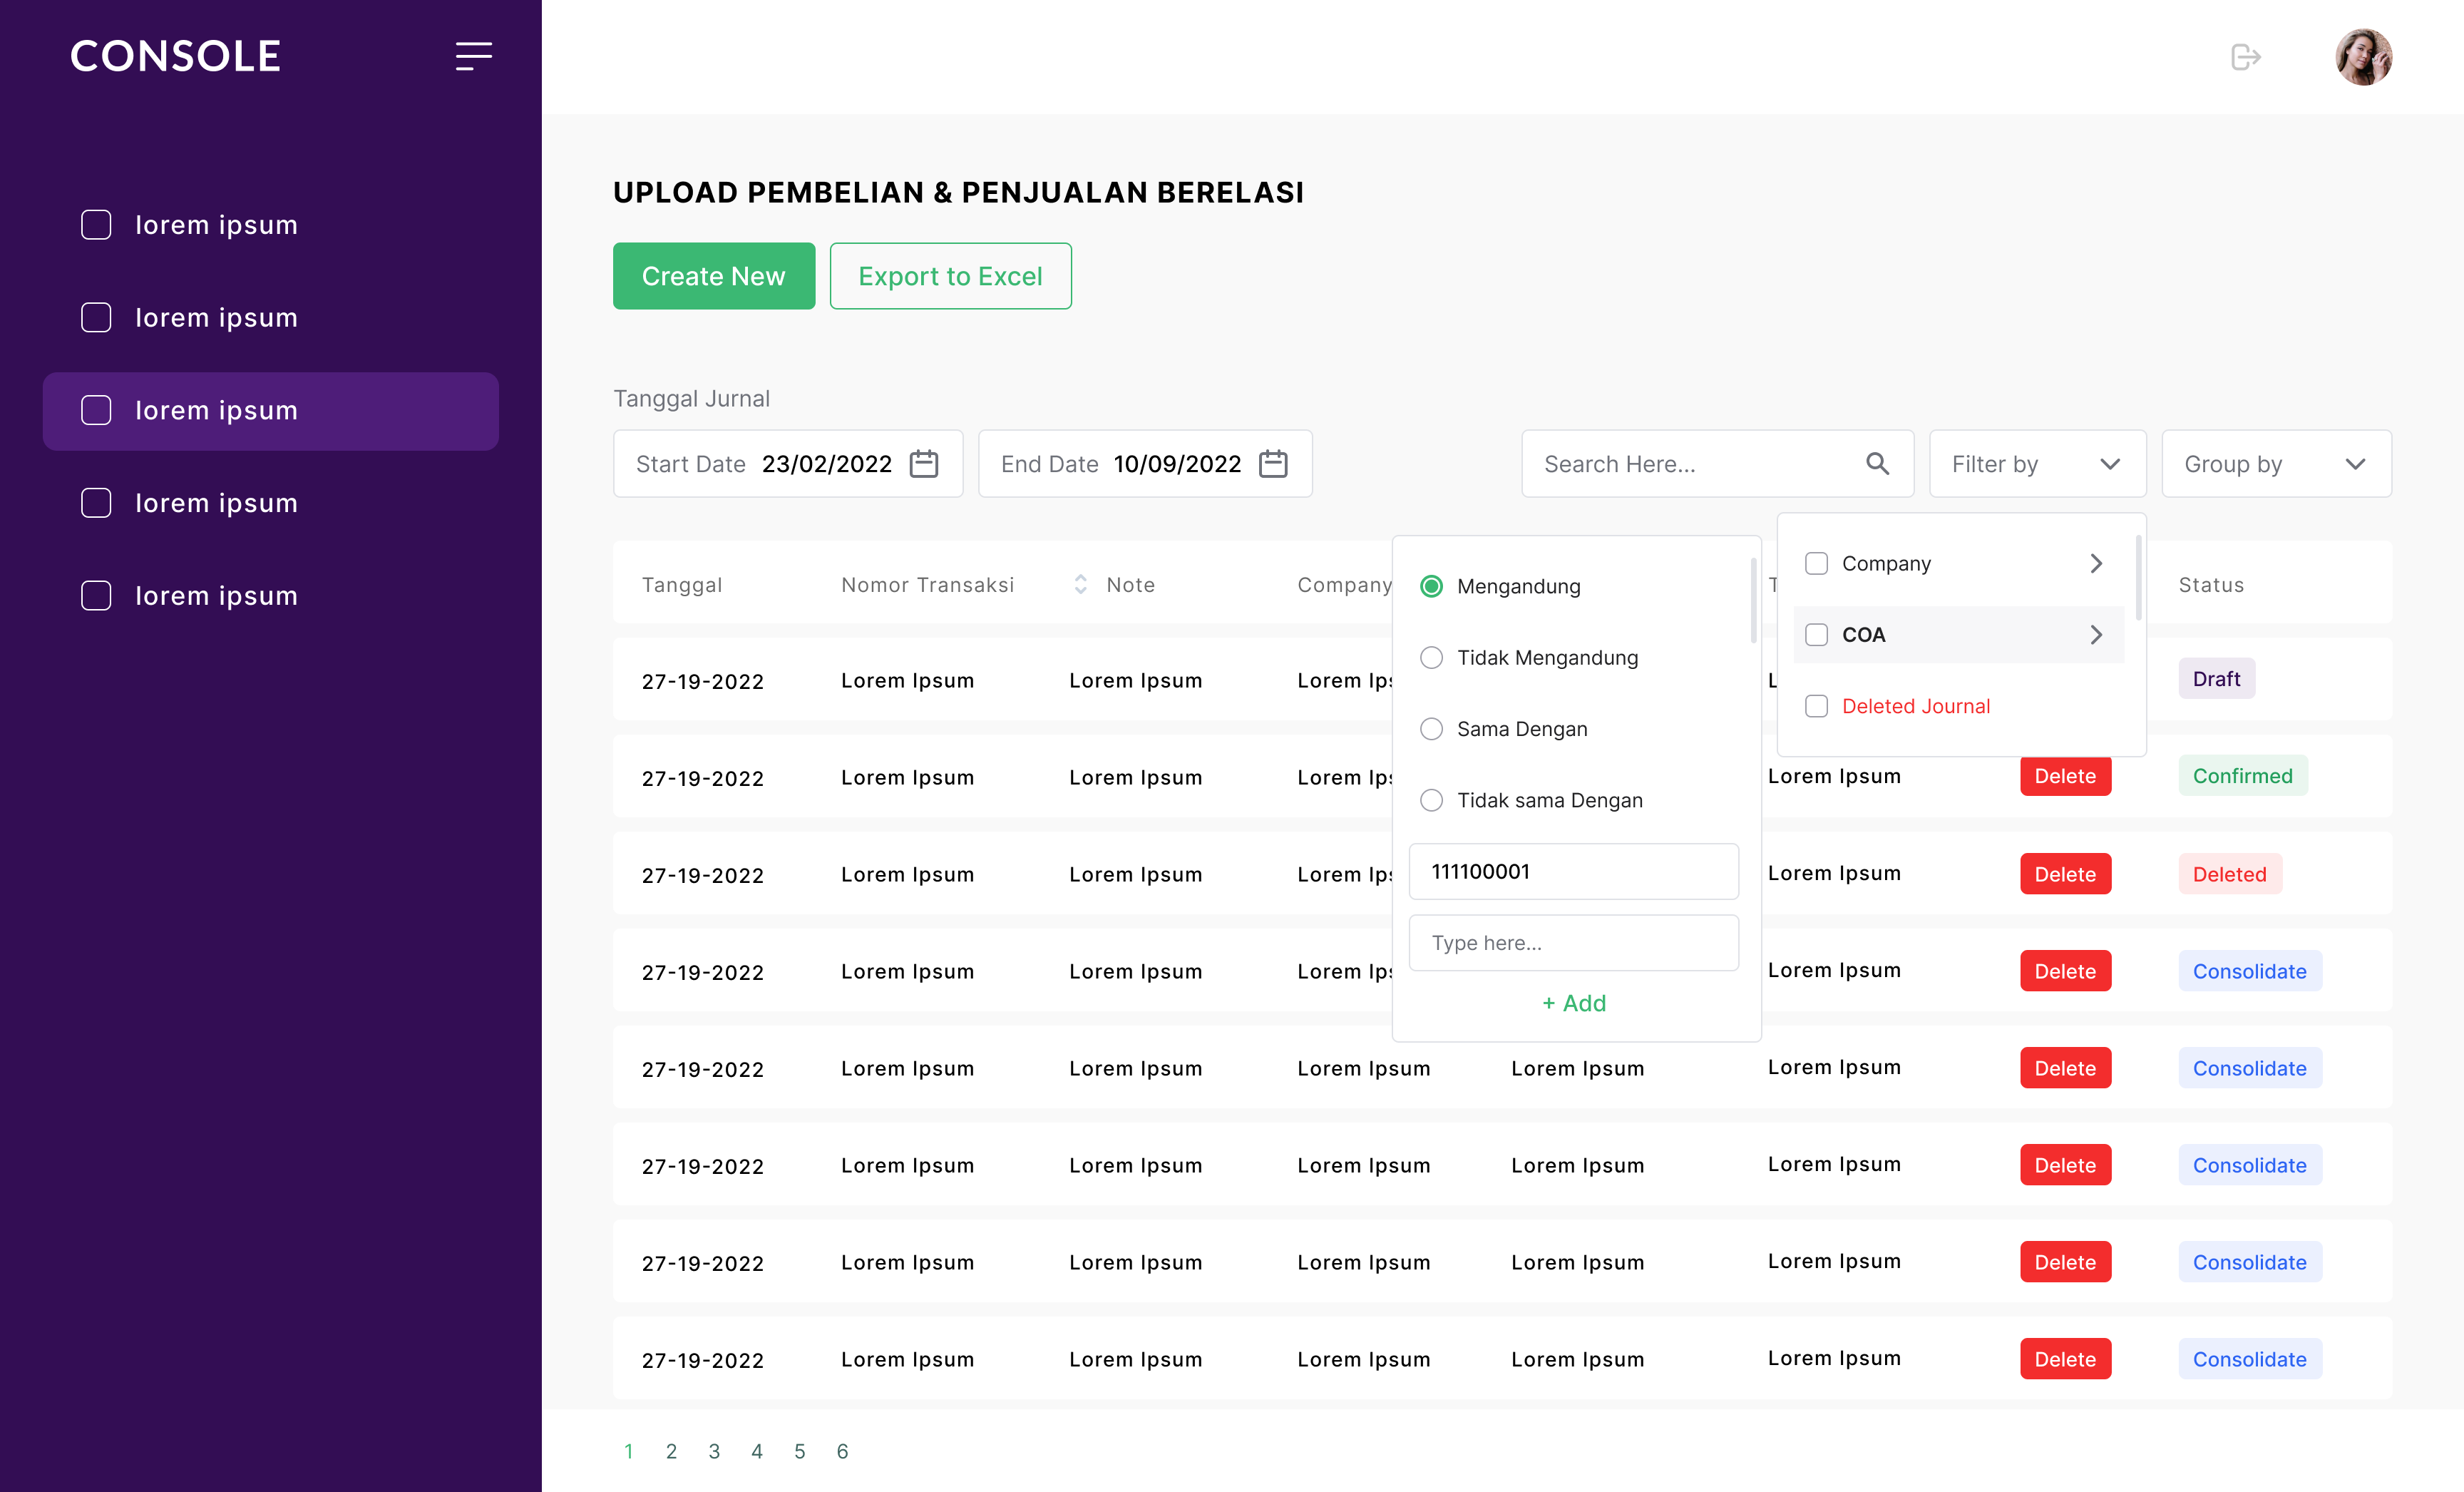 CONSOLE
lorem ipsum
lorem ipsum
lorem ipsum
lorem ipsum
lorem ipsum
UPLOAD PEMBELIAN & PENJUALAN BERELASI
Create New
Export to Excel
Tanggal Jurnal
Start Date 23/02/2022
End Date 10/09/2022
Search Here...
Filter by
Group by
Company
COA
Deleted Journal
Mengandung
Tidak Mengandung
Sama Dengan
Tidak sama Dengan
111100001
Type here...
+ Add
Tanggal Nomor Transaksi Note Company Status
27-19-2022 Lorem Ipsum Lorem Ipsum Lorem Draft
27-19-2022 Lorem Ipsum Lorem Ipsum Lorem Lorem Ipsum Delete Confirmed
27-19-2022 Lorem Ipsum Lorem Ipsum Lorem Lorem Ipsum Delete Deleted
27-19-2022 Lorem Ipsum Lorem Ipsum Lorem Lorem Ipsum Delete Consolidate
27-19-2022 Lorem Ipsum Lorem Ipsum Lorem Ipsum Lorem Ipsum Lorem Ipsum Delete Consolidate
27-19-2022 Lorem Ipsum Lorem Ipsum Lorem Ipsum Lorem Ipsum Lorem Ipsum Delete Consolidate
27-19-2022 Lorem Ipsum Lorem Ipsum Lorem Ipsum Lorem Ipsum Lorem Ipsum Delete Consolidate
27-19-2022 Lorem Ipsum Lorem Ipsum Lorem Ipsum Lorem Ipsum Lorem Ipsum Delete Consolidate
1 2 3 4 5 6